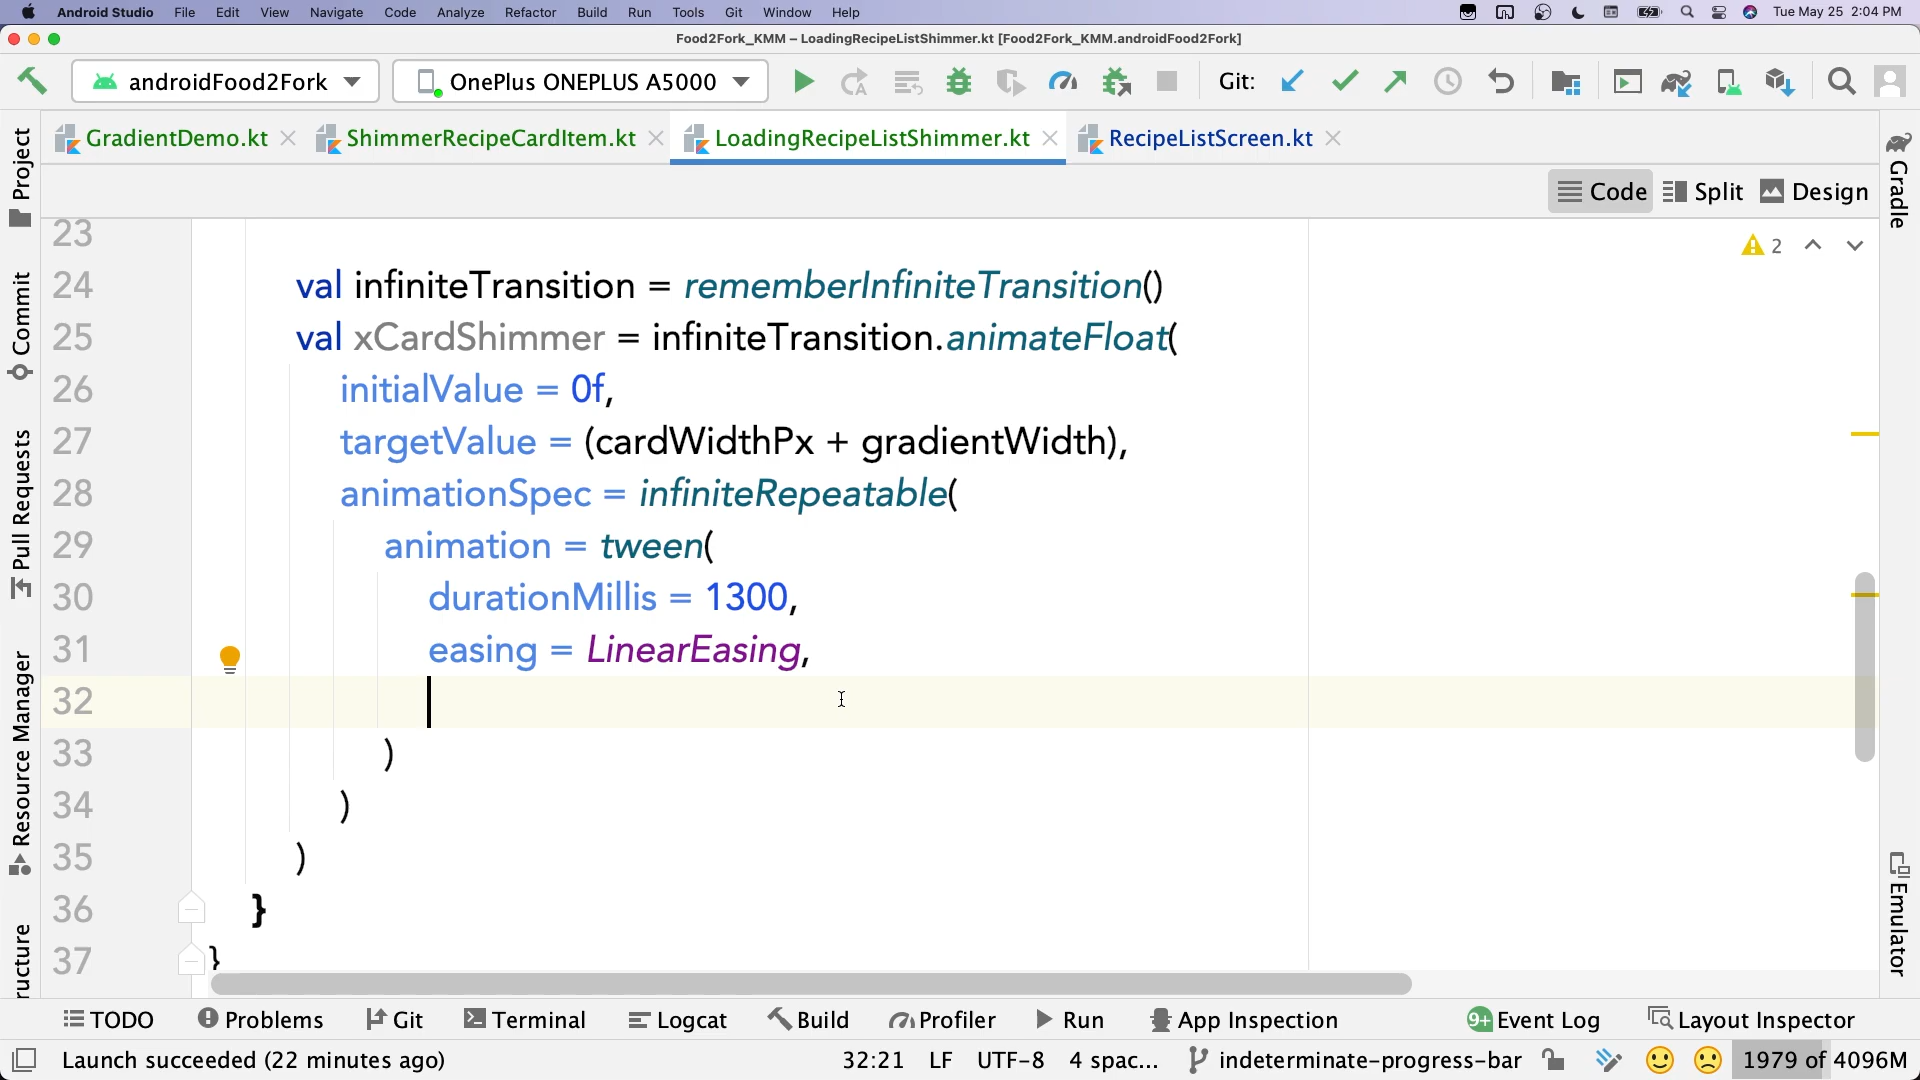 Android Studio File Edit View Navigate Code Analyze Refactor Build Run Tools Git Window Help Tue May 25 2:04 PM
Food2Fork_KMM – LoadingRecipeListShimmer.kt [Food2Fork_KMM.androidFood2Fork]
androidFood2Fork OnePlus ONEPLUS A5000 Git:
GradientDemo.kt ShimmerRecipeCardItem.kt LoadingRecipeListShimmer.kt RecipeListScreen.kt
Code Split Design
Project
Commit
Pull Requests
Resource Manager
ructure
2
23
24 val infiniteTransition = rememberInfiniteTransition()
25 val xCardShimmer = infiniteTransition.animateFloat(
26 initialValue = 0f,
27 targetValue = (cardWidthPx + gradientWidth),
28 animationSpec = infiniteRepeatable(
29 animation = tween(
30 durationMillis = 1300,
31 easing = LinearEasing,
32
33 )
34 )
35 )
36 }
37 }
Gradle
Emulator
TODO Problems Git Terminal Logcat Build Profiler Run App Inspection 9+ Event Log Layout Inspector
Launch succeeded (22 minutes ago) 32:21 LF UTF-8 4 spac... indeterminate-progress-bar 1979 of 4096M